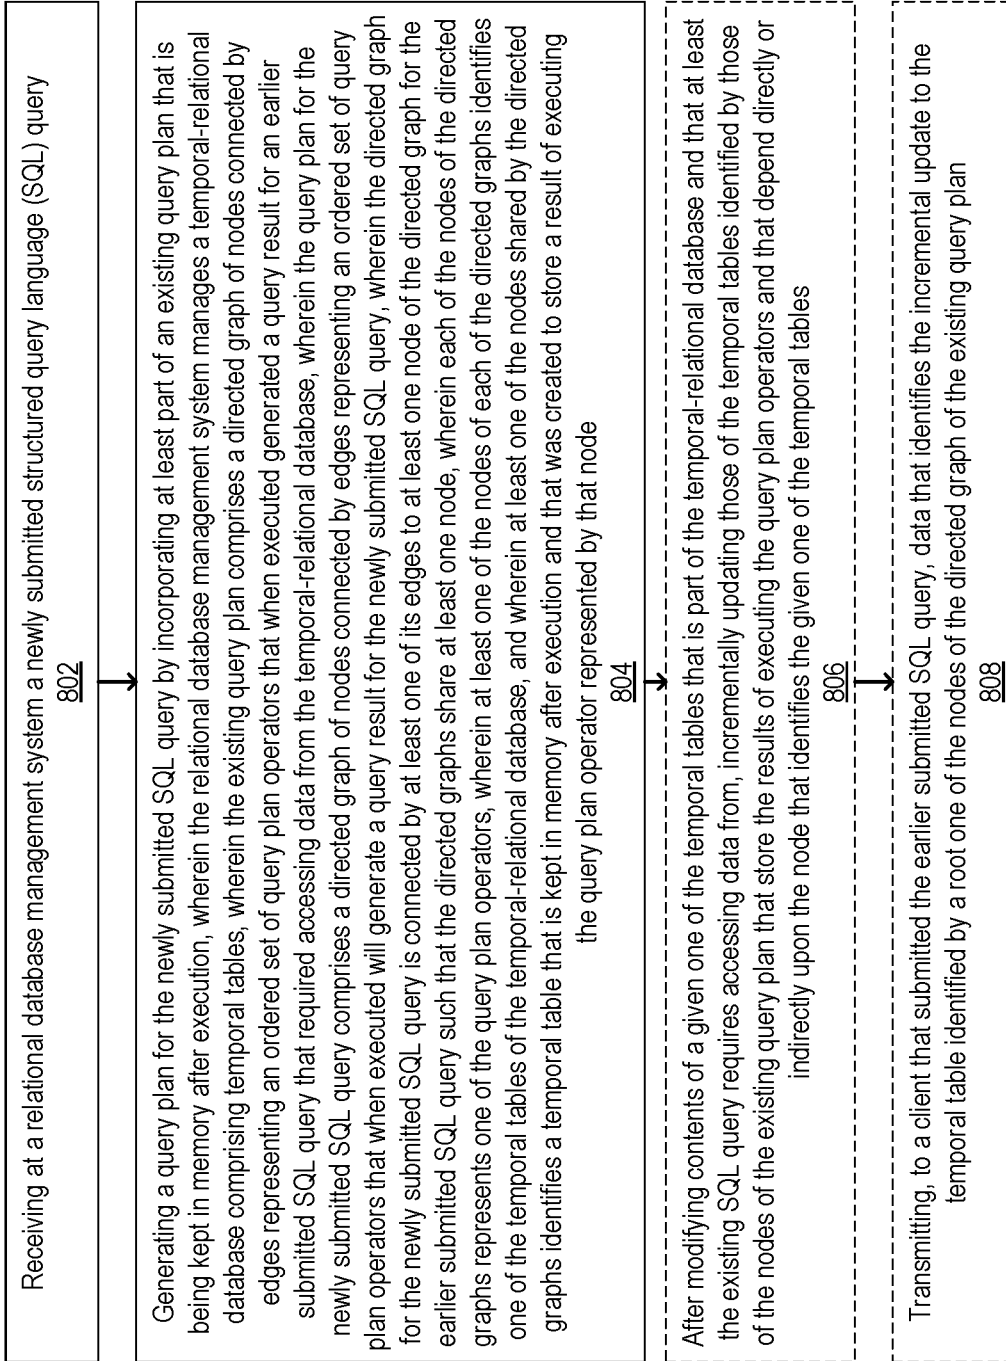 Receiving at a relational database management system a newly submitted structured query language (SQL) query
802
Generating a query plan for the newly submitted SQL query by incorporating at least part of an existing query plan that is
being kept in memory after execution, wherein the relational database management system manages a temporal-relational
database comprising temporal tables, wherein the existing query plan comprises a directed graph of nodes connected by
edges representing an ordered set of query plan operators that when executed generated a query result for an earlier
submitted SQL query that required accessing data from the temporal-relational database, wherein the query plan for the
newly submitted SQL query comprises a directed graph of nodes connected by edges representing an ordered set of query
plan operators that when executed will generate a query result for the newly submitted SQL query, wherein the directed graph
for the newly submitted SQL query is connected by at least one of its edges to at least one node of the directed graph for the
earlier submitted SQL query such that the directed graphs share at least one node, wherein each of the nodes of the directed
graphs represents one of the query plan operators, wherein at least one of the nodes of each of the directed graphs identifies
one of the temporal tables of the temporal-relational database, and wherein at least one of the nodes shared by the directed
graphs identifies a temporal table that is kept in memory after execution and that was created to store a result of executing
the query plan operator represented by that node
804
After modifying contents of a given one of the temporal tables that is part of the temporal-relational database and that at least
the existing SQL query requires accessing data from, incrementally updating those of the temporal tables identified by those
of the nodes of the existing query plan that store the results of executing the query plan operators and that depend directly or
indirectly upon the node that identifies the given one of the temporal tables
806
Transmitting, to a client that submitted the earlier submitted SQL query, data that identifies the incremental update to the
temporal table identified by a root one of the nodes of the directed graph of the existing query plan
808